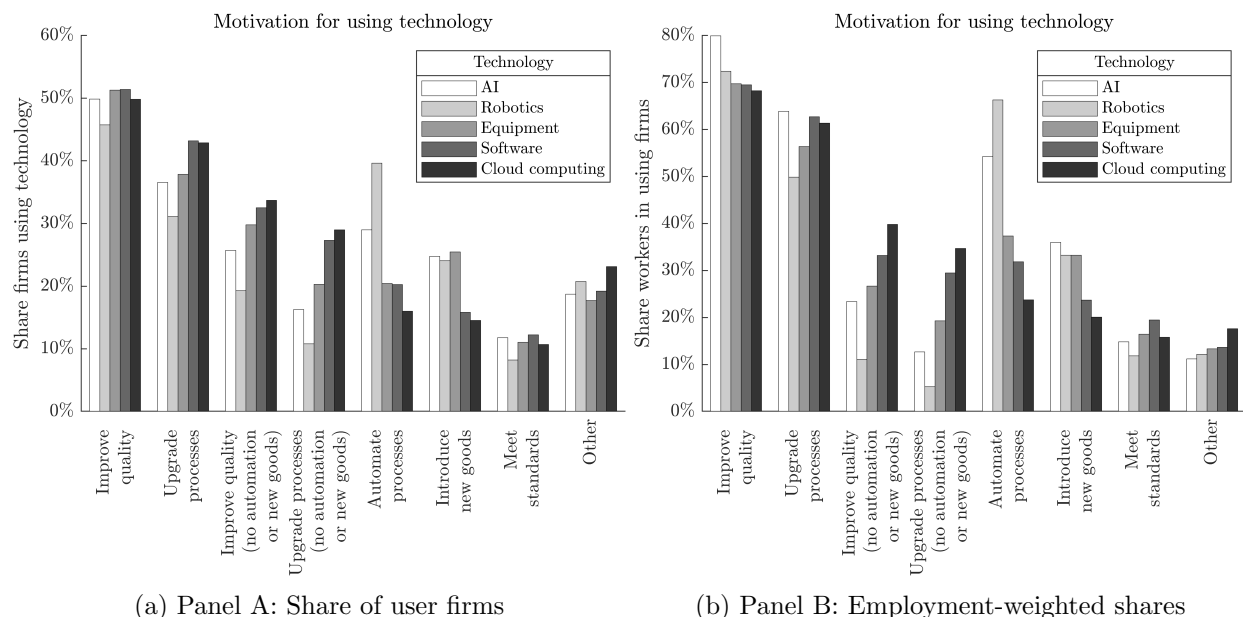 Motivation for using technology
Share firms using technology
60%
50%
40%
30%
20%
10%
0%
Technology
AI
Robotics
Equipment
Software
Cloud computing
Improve
quality
Upgrade
processes
Improve quality
(no automation
or new goods)
Upgrade processes
(no automation
or new goods)
Automate
processes
Introduce
new goods
Meet
standards
Other
(a) Panel A: Share of user firms
Motivation for using technology
Share workers in using firms
80%
70%
60%
50%
40%
30%
20%
10%
0%
Technology
AI
Robotics
Equipment
Software
Cloud computing
Improve
quality
Upgrade
processes
Improve quality
(no automation
or new goods)
Upgrade processes
(no automation
or new goods)
Automate
processes
Introduce
new goods
Meet
standards
Other
(b) Panel B: Employment-weighted shares